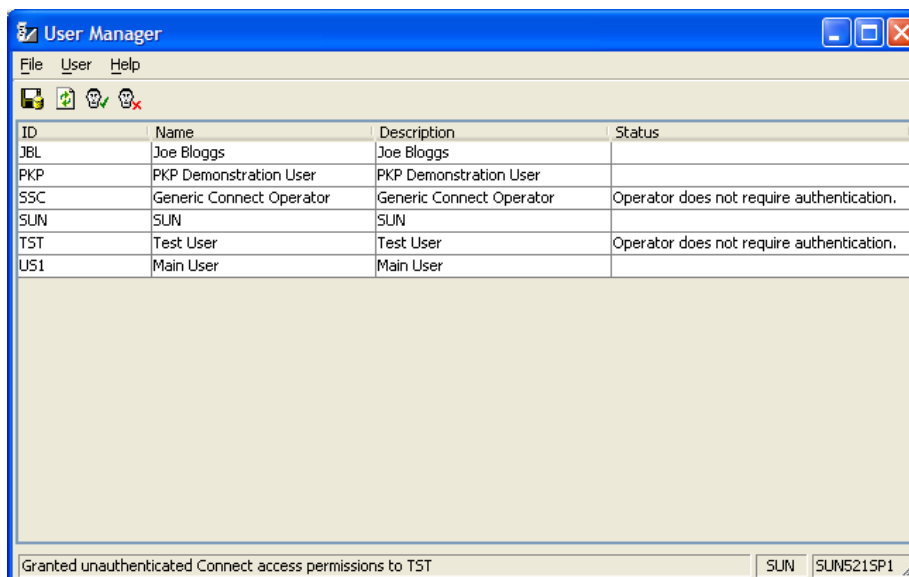 User Manager
File User Help
ID Name Description Status
JBL Joe Bloggs Joe Bloggs
PKP PKP Demonstration User PKP Demonstration User
SSC Generic Connect Operator Generic Connect Operator Operator does not require authentication.
SUN SUN SUN
TST Test User Test User Operator does not require authentication.
US1 Main User Main User
Granted unauthenticated Connect access permissions to TST SUN SUN521SP1